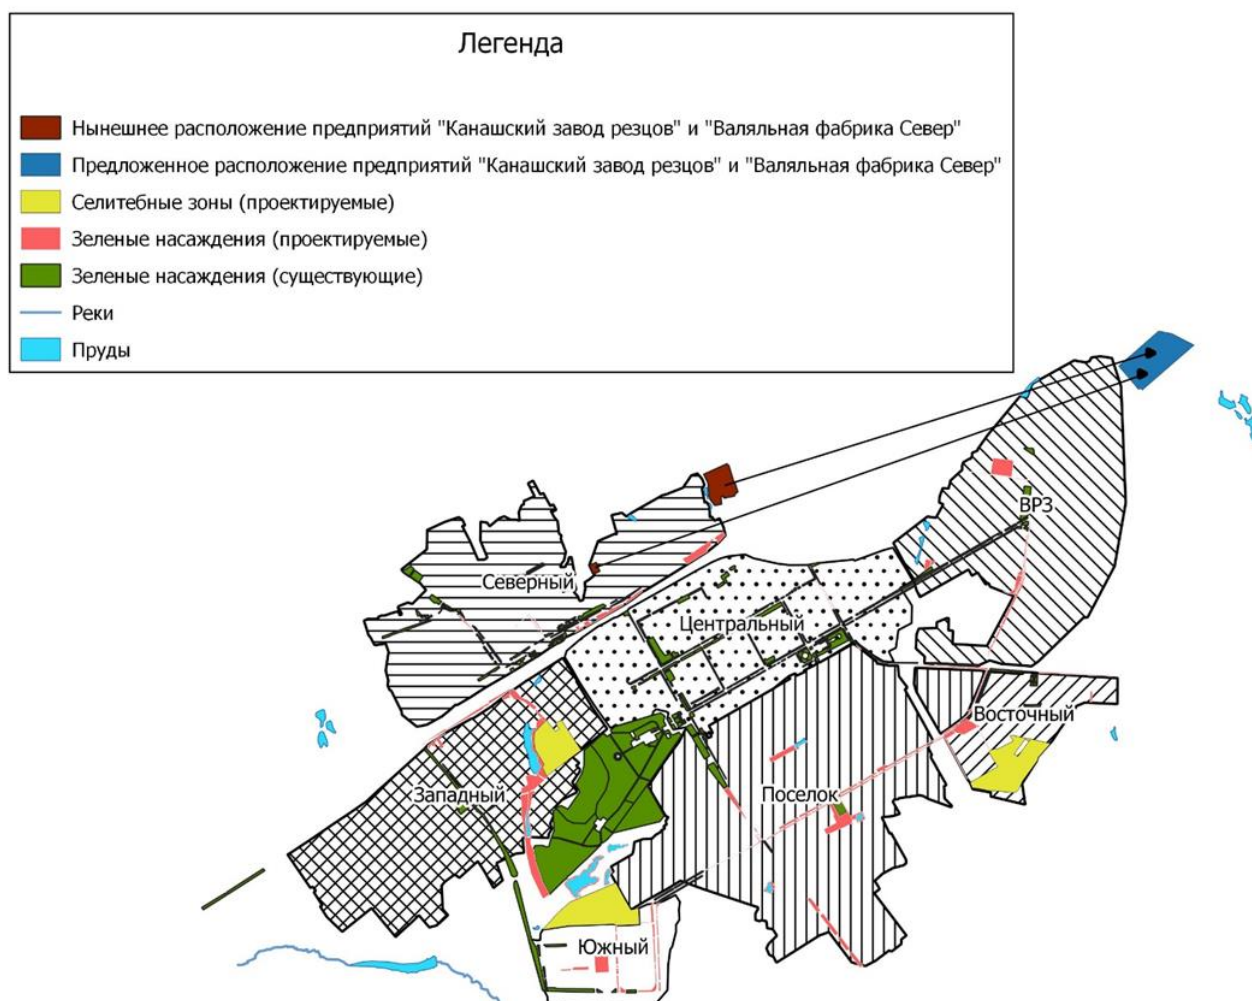 Легенда
Нынешнее расположение предприятий "Канашский завод резцов" и "Валяльная фабрика Север"
Предложенное расположение предприятий "Канашский завод резцов" и "Валяльная фабрика Север"
Селитебные зоны (проектируемые)
Зеленые насаждения (проектируемые)
Зеленые насаждения (существующие)
Реки
Пруды
ВРЗ
Северный
Центральный
Восточный
Западный
Поселок
Южный